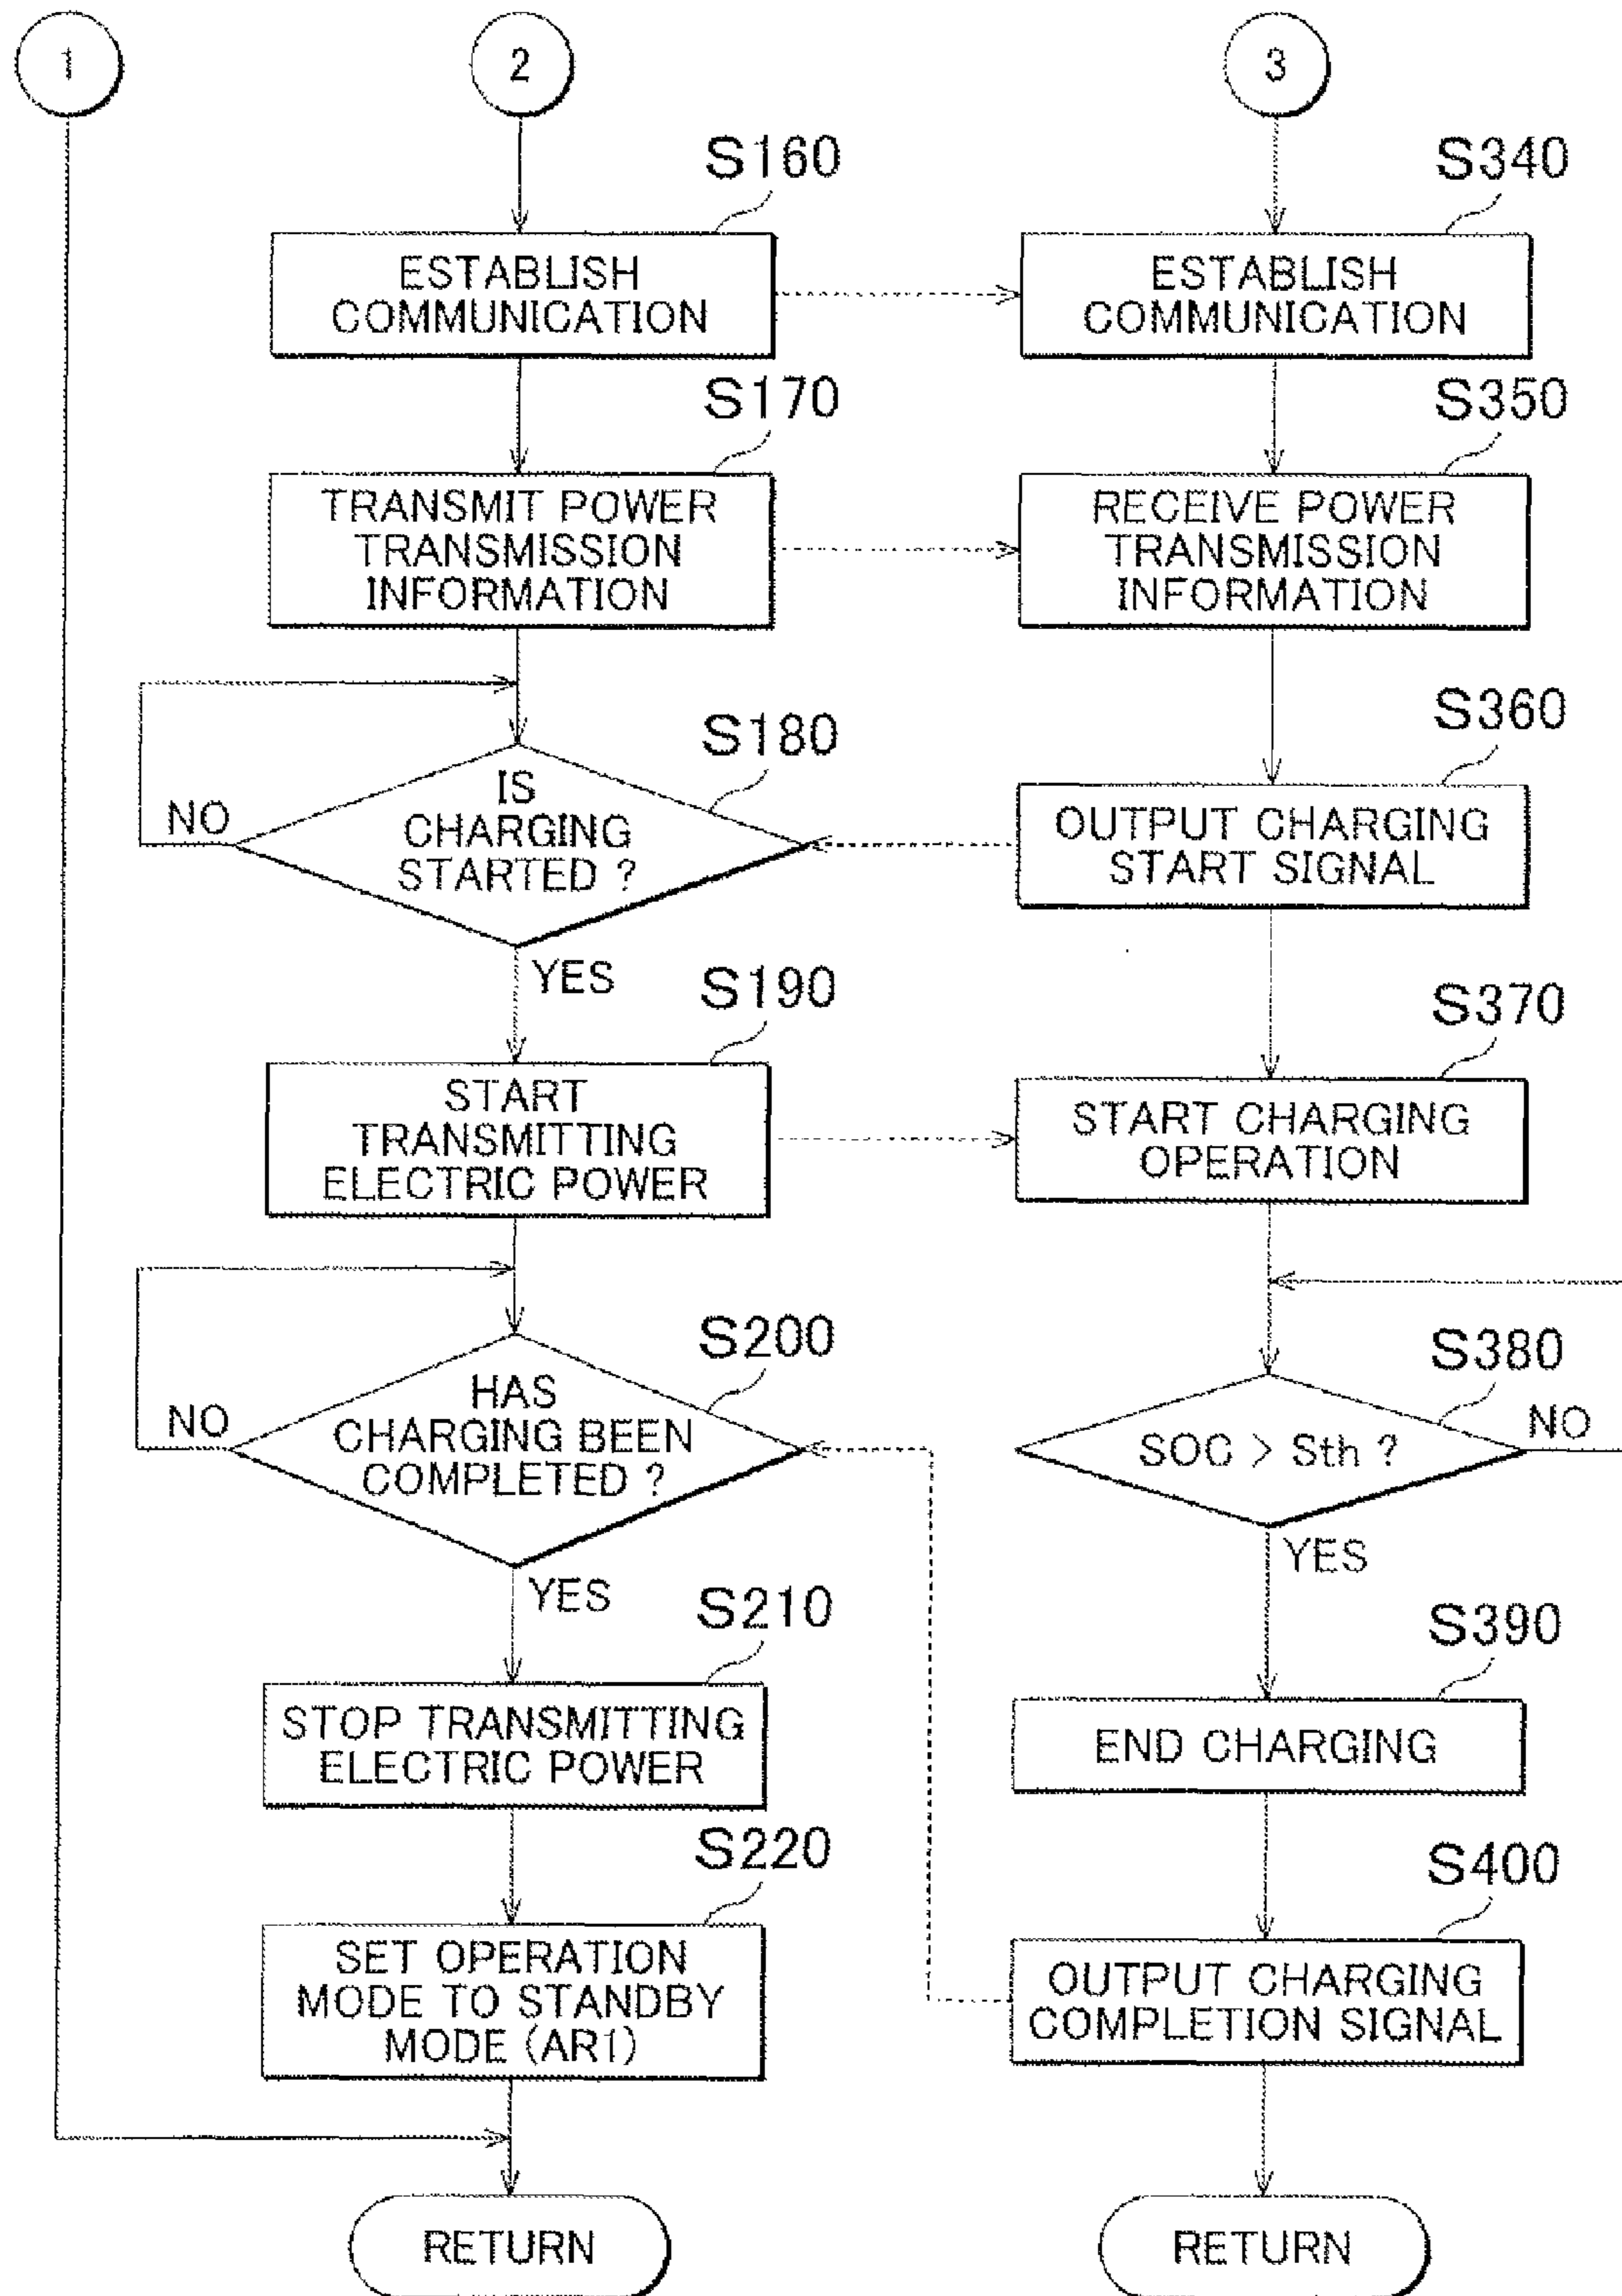 1
2
3
S160
ESTABLISH
COMMUNICATION
S340
ESTABLISH
COMMUNICATION
S170
TRANSMIT POWER
TRANSMISSION
INFORMATION
S350
RECEIVE POWER
TRANSMISSION
INFORMATION
S180
IS
CHARGING
STARTED ?
NO
YES
S360
OUTPUT CHARGING
START SIGNAL
S190
START
TRANSMITTING
ELECTRIC POWER
S370
START CHARGING
OPERATION
S200
HAS
CHARGING BEEN
COMPLETED ?
NO
YES
S380
SOC > Sth ?
NO
YES
S210
STOP TRANSMITTING
ELECTRIC POWER
S390
END CHARGING
S220
SET OPERATION
MODE TO STANDBY
MODE (AR1)
S400
OUTPUT CHARGING
COMPLETION SIGNAL
RETURN
RETURN